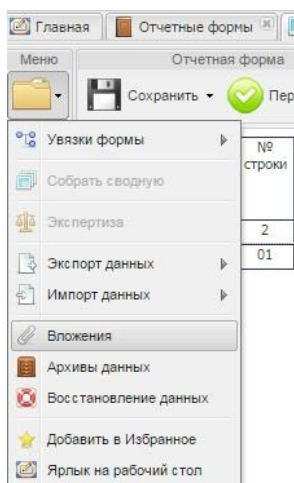 Главная Отчетные формы
Меню Отчетная форма
Сохранить Пер
№
строки
Увязки формы
Собрать сводную
Экспертиза
2
Экспорт данных
01
Импорт данных
Вложения
Архивы данных
Восстановление данных
Добавить в Избранное
Ярлык на рабочий стол